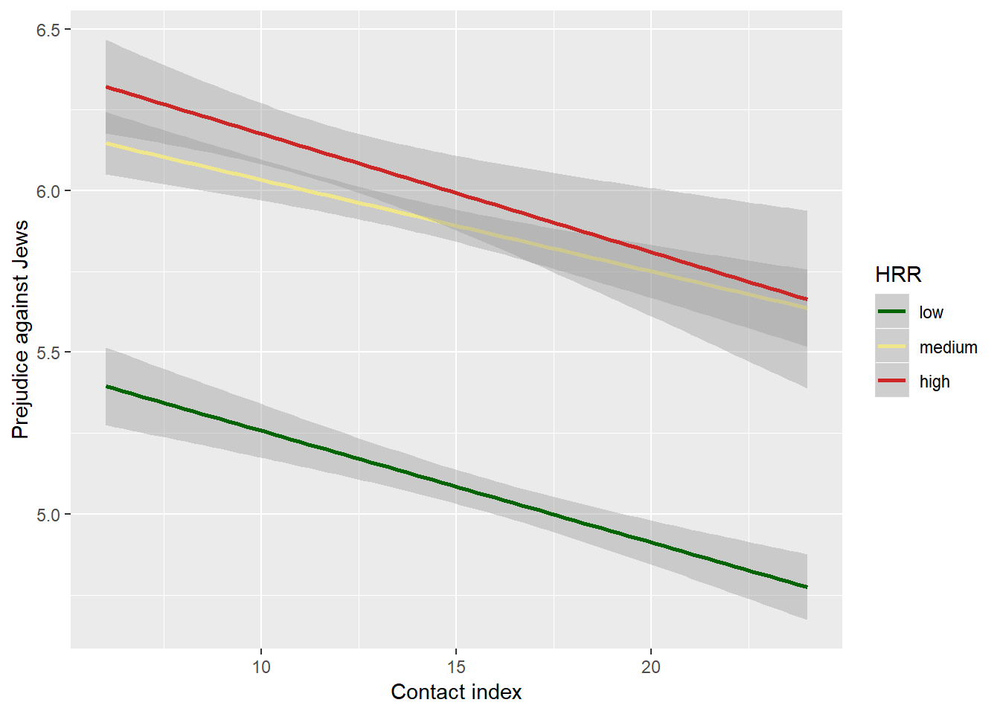 6.5
6.0
5.5
5.0
Prejudice against Jews
10
15
20
Contact index
HRR
low
medium
high